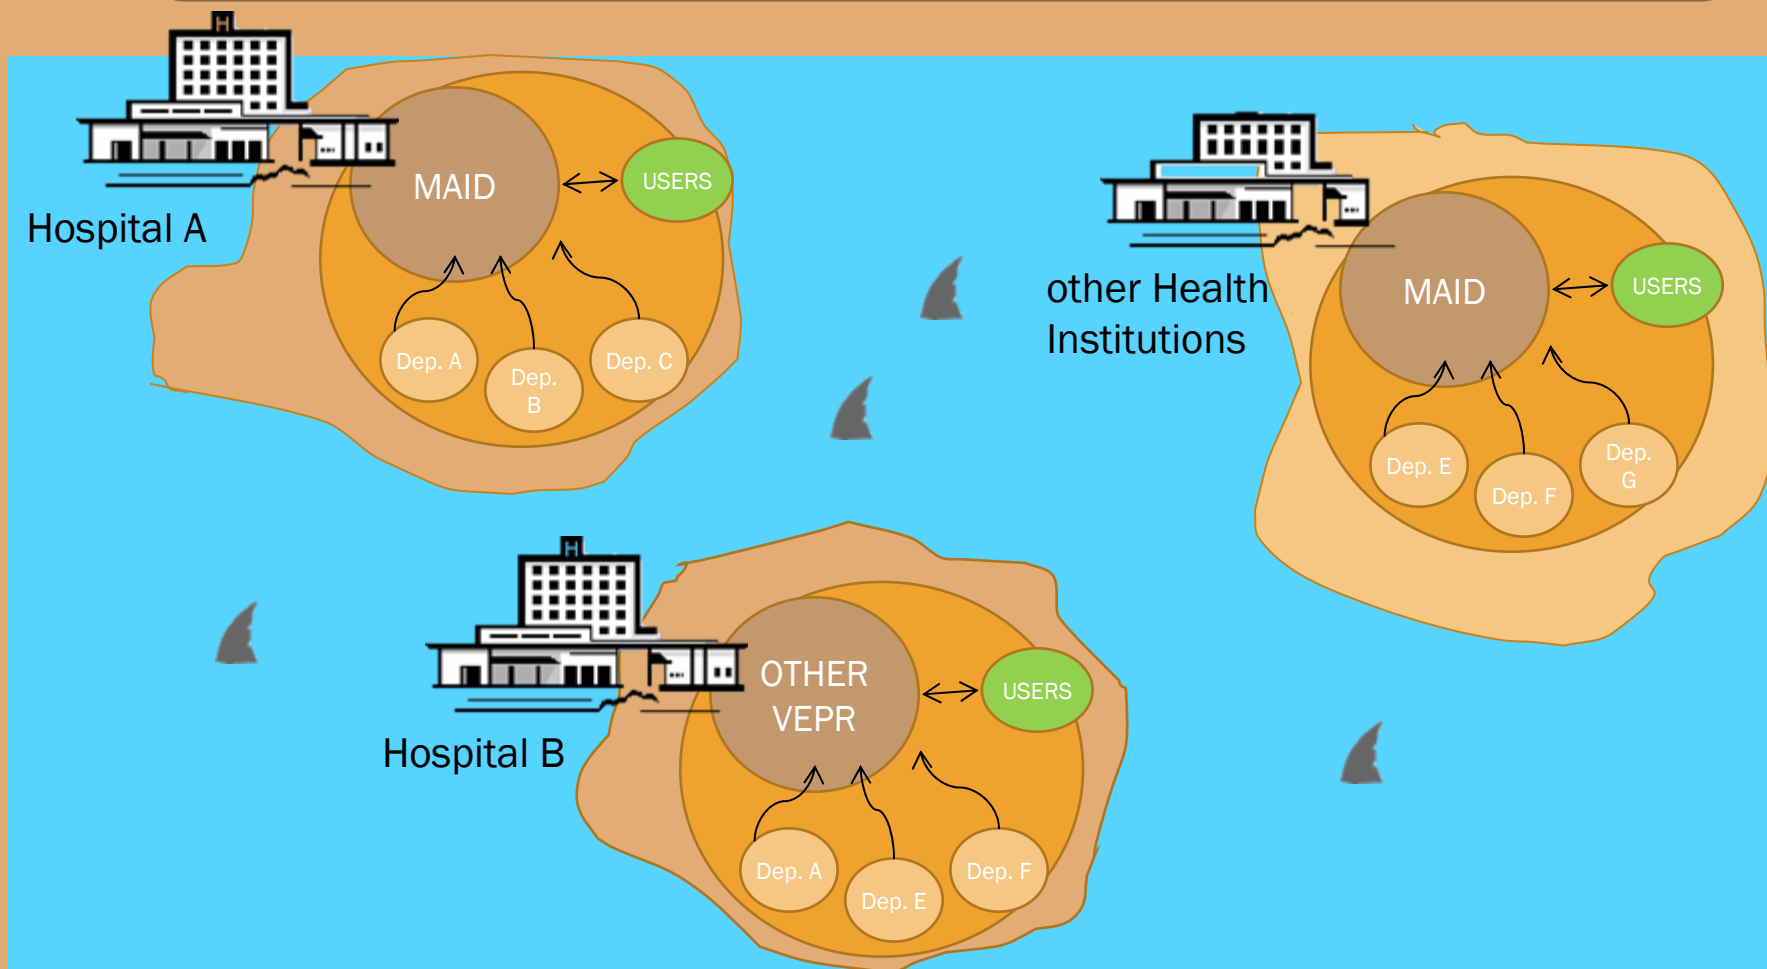 H
MAID
USERS
Hospital A
Dep. A
Dep.
B
Dep. C
MAID
USERS
other Health
Institutions
Dep. E
Dep. F
Dep.
G
H
OTHER
VEPR
USERS
Hospital B
Dep. A
Dep. E
Dep. F